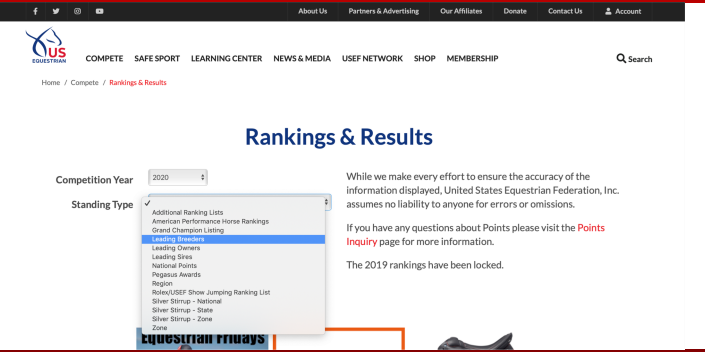 About Us Partners & Advertising Our Affiliates Donate Contact Us Account
US
EQUESTRIAN
COMPETE SAFE SPORT LEARNING CENTER NEWS & MEDIA USEF NETWORK SHOP MEMBERSHIP Search
Home / Compete / Rankings & Results
Rankings & Results
Competition Year 2020
Standing Type
Additional Ranking Lists
American Performance Horse Rankings
Grand Champion Listing
Leading Breeders
Leading Owners
Leading Sires
National Points
Pegasus Awards
Region
Rolex/USEF Show Jumping Ranking List
Silver Stirrup - National
Silver Stirrup - State
Silver Stirrup - Zone
Zone
While we make every effort to ensure the accuracy of the
information displayed, United States Equestrian Federation, Inc.
assumes no liability to anyone for errors or omissions.
If you have any questions about Points please visit the Points
Inquiry page for more information.
The 2019 rankings have been locked.
Equestrian Fridays